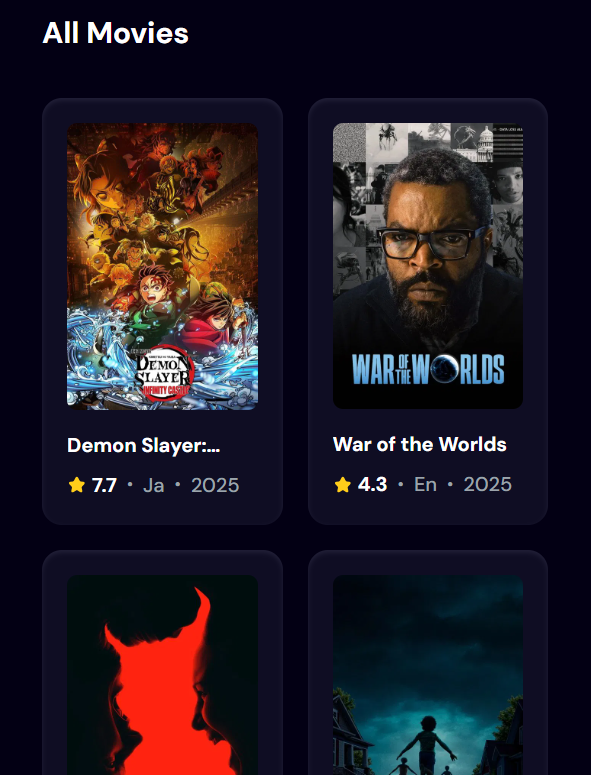 All Movies
DEMON
SLAYER
INFINITY CASTLE
WAR OF THE WORLDS
Demon Slayer:...
War of the Worlds
7.7 • Ja • 2025
4.3 • En • 2025